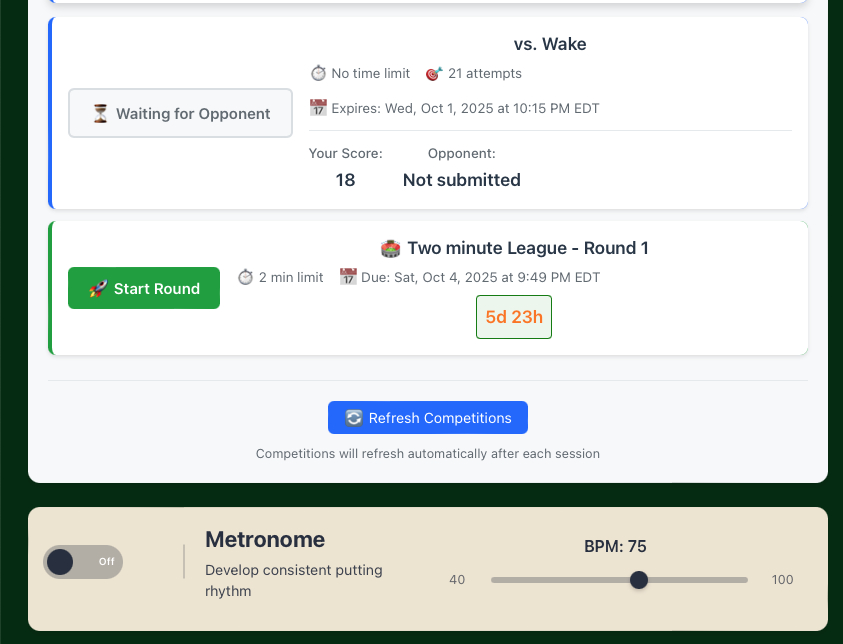 vs. Wake
No time limit 21 attempts
Waiting for Opponent
Expires: Wed, Oct 1, 2025 at 10:15 PM EDT
Your Score: Opponent:
18 Not submitted
Two minute League - Round 1
Start Round
2 min limit Due: Sat, Oct 4, 2025 at 9:49 PM EDT
5d 23h
Refresh Competitions
Competitions will refresh automatically after each session
Off
Metronome
Develop consistent putting
rhythm
BPM: 75
40 100